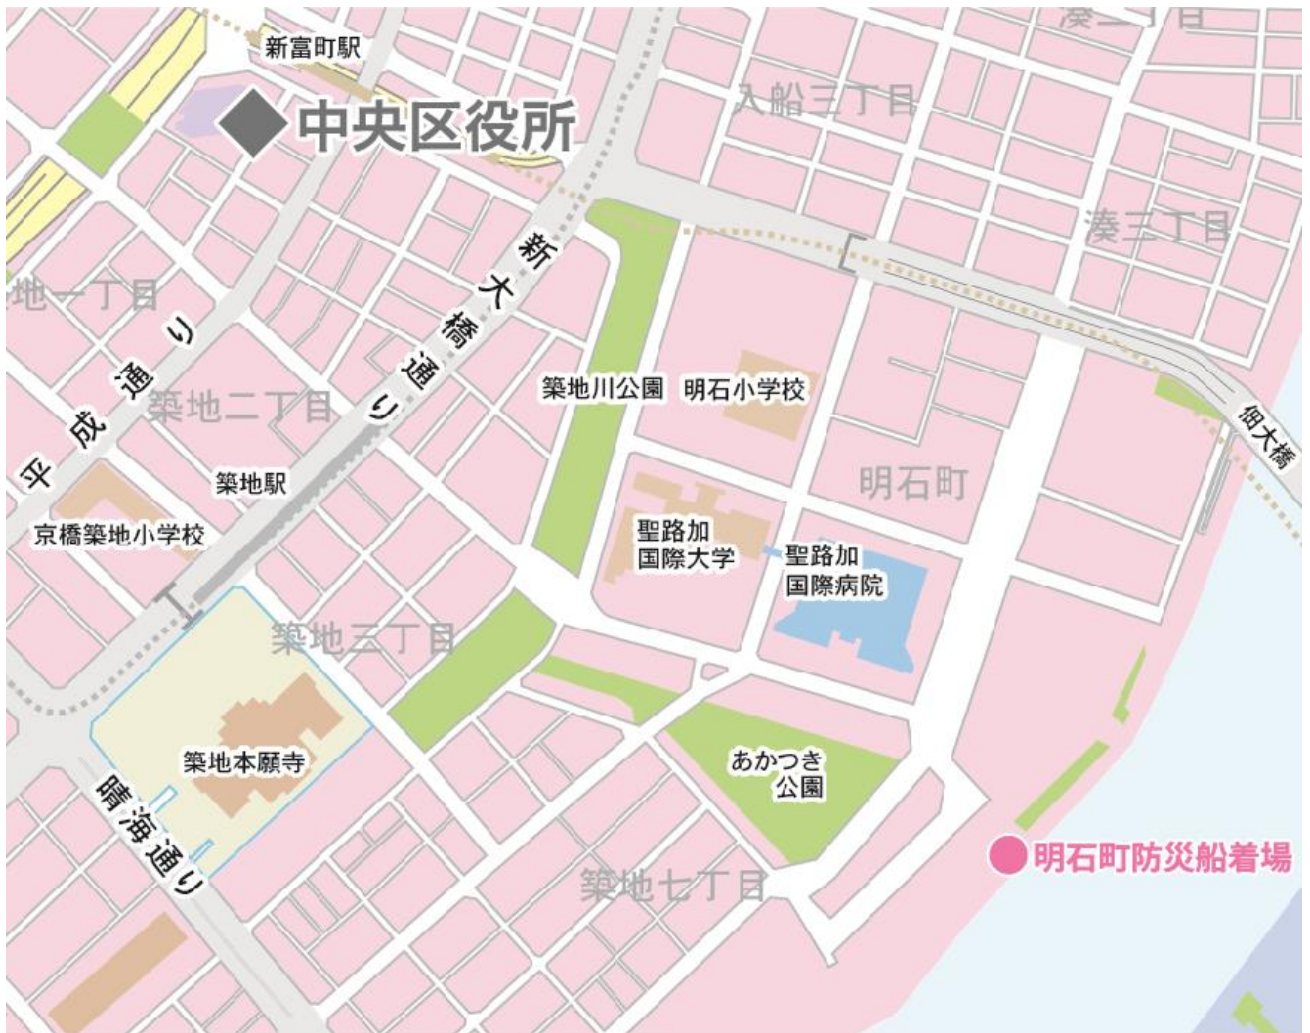 湊二丁目
新富町駅
入船三丁目
中央区役所
湊三丁目
新大橋通り
築地一丁目
平成通り
築地川公園
明石小学校
築地二丁目
佃大橋
築地駅
明石町
京橋築地小学校
聖路加
国際大学
聖路加
国際病院
築地三丁目
築地本願寺
あかつき
公園
晴海通り
明石町防災船着場
築地七丁目